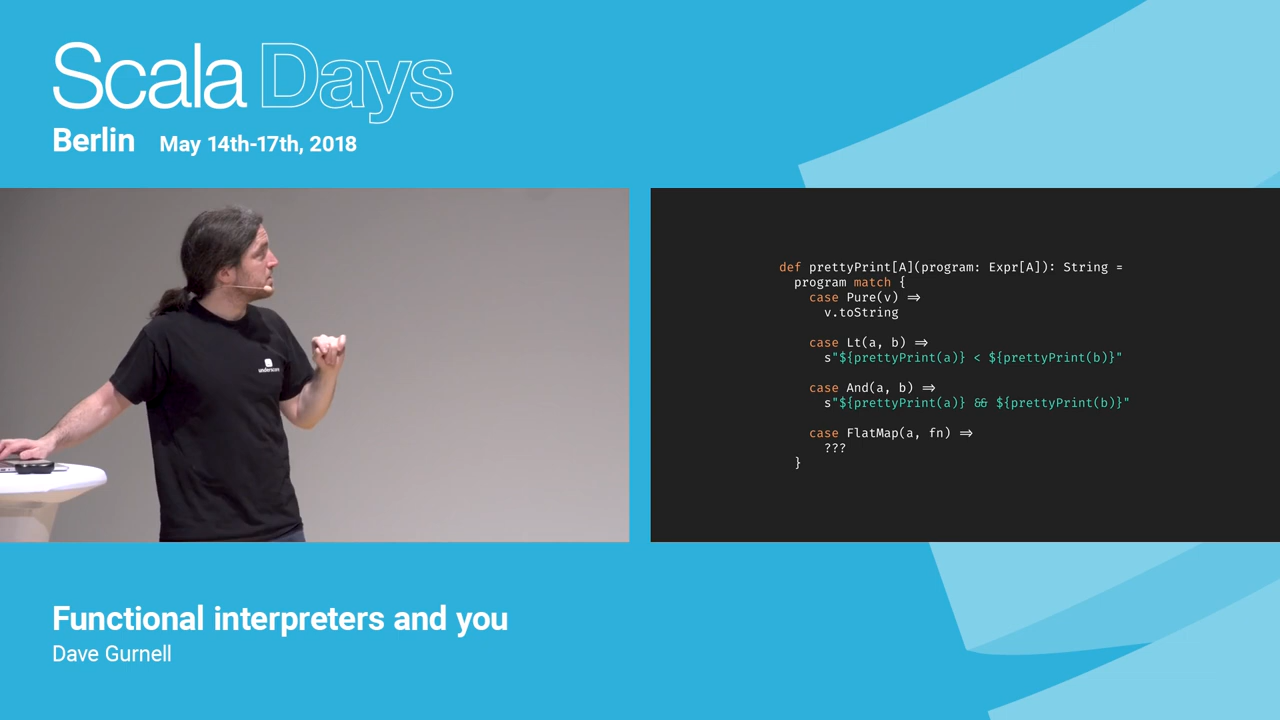 Scala Days
Berlin May 14th-17th, 2018
underscore
def prettyPrint[A](program: Expr[A]): String =
program match {
case Pure(v) ⇒
v.toString
case Lt(a, b) ⇒
s"${prettyPrint(a)} < ${prettyPrint(b)}"
case And(a, b) ⇒
s"${prettyPrint(a)} && ${prettyPrint(b)}"
case FlatMap(a, fn) ⇒
???
}
Functional interpreters and you
Dave Gurnell